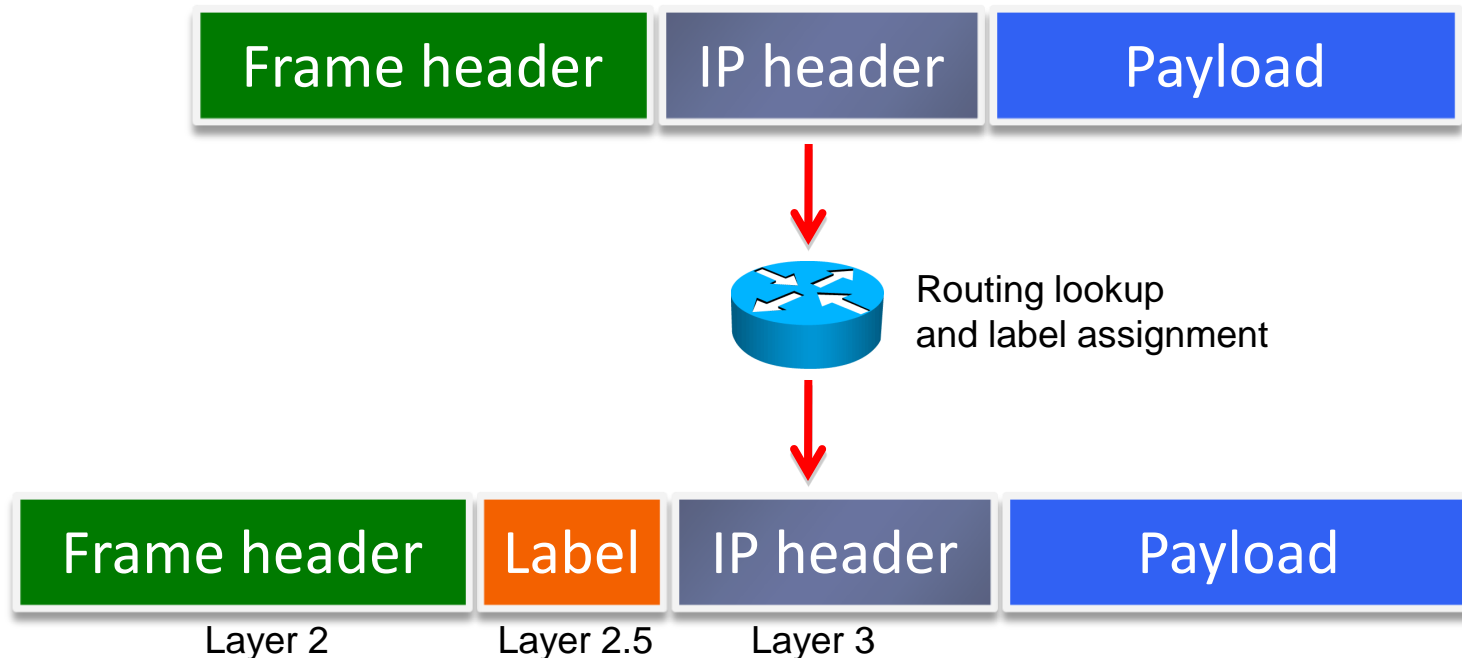 Frame header IP header Payload
Routing lookup
and label assignment
Frame header Label IP header Payload
Layer 2 Layer 2.5 Layer 3